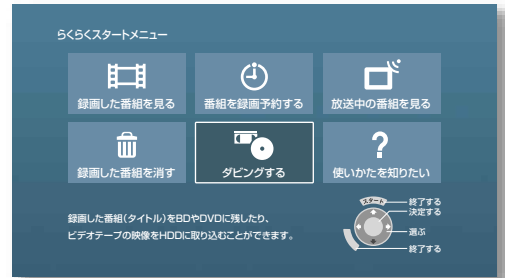 らくらくスタートメニュー
録画した番組を見る
番組を録画予約する
放送中の番組を見る
録画した番組を消す
ダビングする
?
使いかたを知りたい
録画した番組(タイトル)をBDやDVDに残したり、
ビデオテープの映像をHDDに取り込むことができます。
スタート
終了する
決定する
選ぶ
終了する